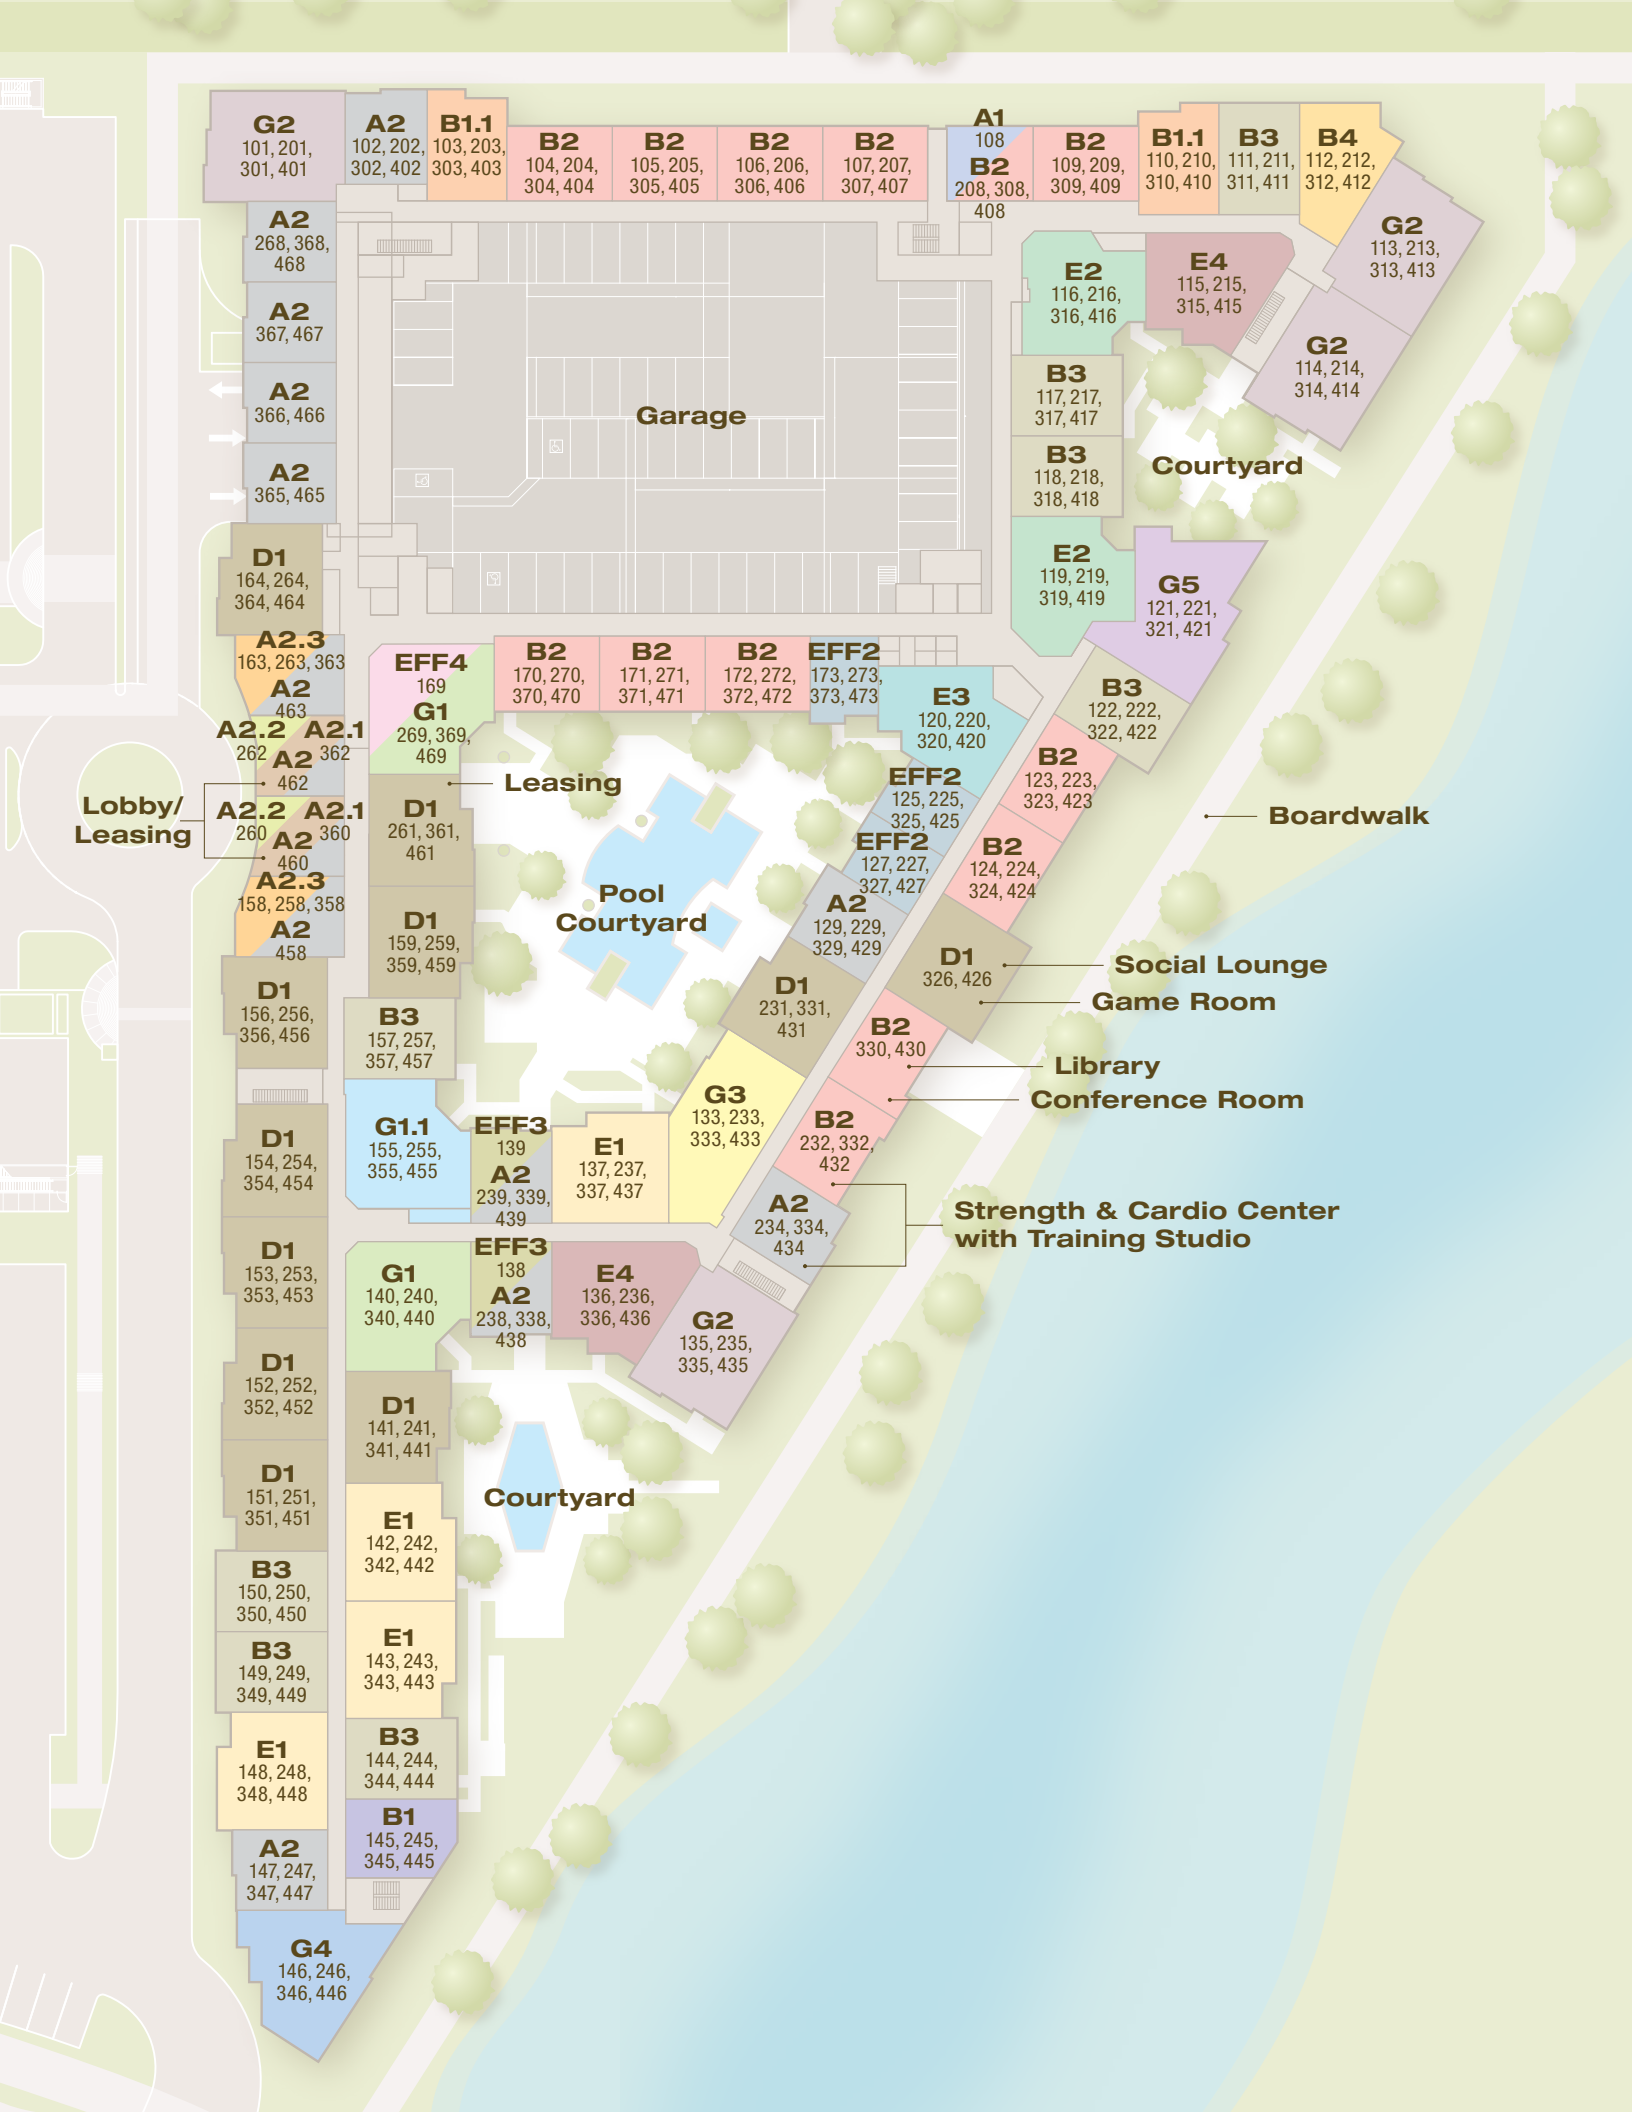 G2
101, 201,
301, 401
A2
102, 202,
302, 402
B1.1
103, 203,
303, 403
B2
104, 204,
304, 404
B2
105, 205,
305, 405
B2
106, 206,
306, 406
B2
107, 207,
307, 407
A1
108
B2
208, 308,
408
B2
109, 209,
309, 409
B1.1
110, 210,
310, 410
B3
111, 211,
311, 411
B4
112, 212,
312, 412
G2
113, 213,
313, 413
G2
114, 214,
314, 414
E4
115, 215,
315, 415
E2
116, 216,
316, 416
B3
117, 217,
317, 417
B3
118, 218,
318, 418
Courtyard
E2
119, 219,
319, 419
G5
121, 221,
321, 421
A2
268, 368,
468
A2
367, 467
A2
366, 466
A2
365, 465
Garage
D1
164, 264,
364, 464
A2.3
163, 263, 363
A2
463
A2.2
262
A2.1
362
A2
462
Lobby/
Leasing
A2.2
260
A2.1
360
A2
460
A2.3
158, 258, 358
A2
458
EFF4
169
G1
269, 369,
469
Leasing
B2
170, 270,
370, 470
B2
171, 271,
371, 471
B2
172, 272,
372, 472
EFF2
173, 273,
373, 473
E3
120, 220,
320, 420
B3
122, 222,
322, 422
B2
123, 223,
323, 423
EFF2
125, 225,
325, 425
EFF2
127, 227,
327, 427
B2
124, 224,
324, 424
Boardwalk
D1
261, 361,
461
D1
159, 259,
359, 459
Pool
Courtyard
A2
129, 229,
329, 429
D1
326, 426
Social Lounge
Game Room
D1
231, 331,
431
B2
330, 430
Library
Conference Room
B2
232, 332,
432
A2
234, 334,
434
Strength & Cardio Center
with Training Studio
D1
156, 256,
356, 456
B3
157, 257,
357, 457
G1.1
155, 255,
355, 455
EFF3
139
A2
239, 339,
439
E1
137, 237,
337, 437
G3
133, 233,
333, 433
D1
154, 254,
354, 454
D1
153, 253,
353, 453
G1
140, 240,
340, 440
EFF3
138
A2
238, 338,
438
E4
136, 236,
336, 436
G2
135, 235,
335, 435
D1
152, 252,
352, 452
D1
141, 241,
341, 441
D1
151, 251,
351, 451
Courtyard
E1
142, 242,
342, 442
B3
150, 250,
350, 450
B3
149, 249,
349, 449
E1
143, 243,
343, 443
E1
148, 248,
348, 448
B3
144, 244,
344, 444
B1
145, 245,
345, 445
A2
147, 247,
347, 447
G4
146, 246,
346, 446